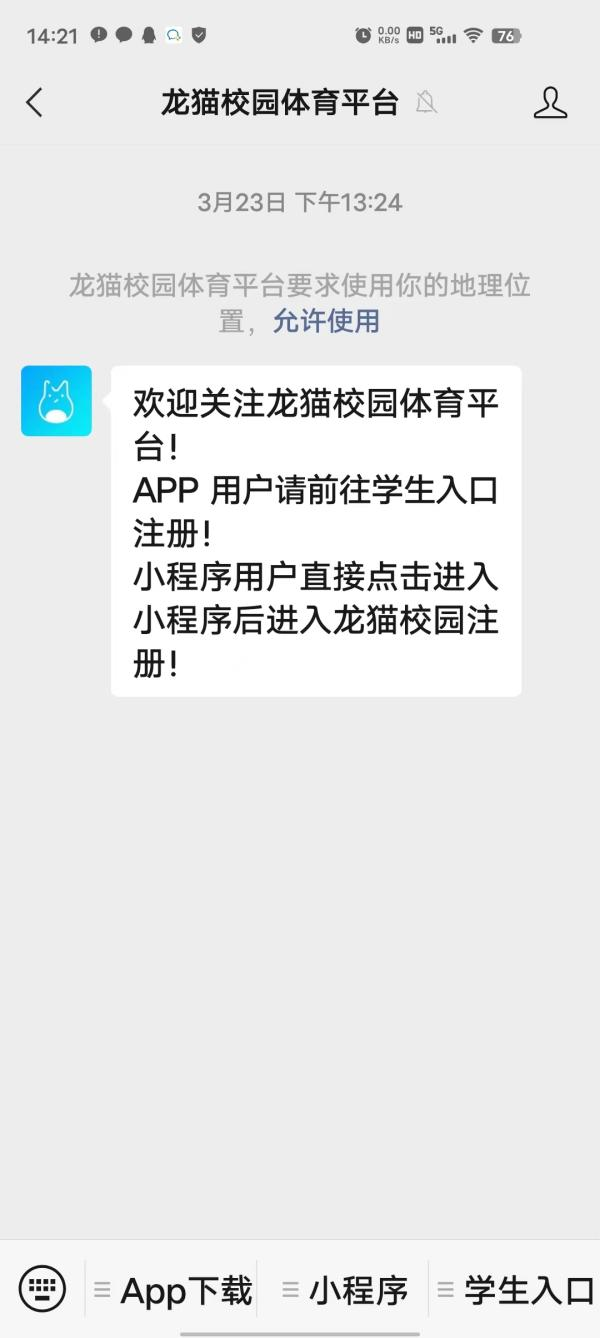 14:21
0.00
KB/s
HD
5G
76
龙猫校园体育平台
3月23日 下午13:24
龙猫校园体育平台要求使用你的地理位
置，允许使用
欢迎关注龙猫校园体育平
台！
APP 用户请前往学生入口
注册！
小程序用户直接点击进入
小程序后进入龙猫校园注
册！
App下载
小程序
学生入口